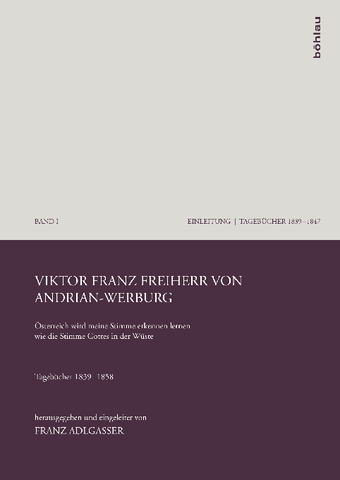 böhlau
BAND I
EINLEITUNG | TAGEBÜCHER 1839–1847
VIKTOR FRANZ FREIHERR VON
ANDRIAN-WERBURG
Österreich wird meine Stimme erkennen lernen
wie die Stimme Gottes in der Wüste
Tagebücher 1839–1858
herausgegeben und eingeleitet von
FRANZ ADLGASSER